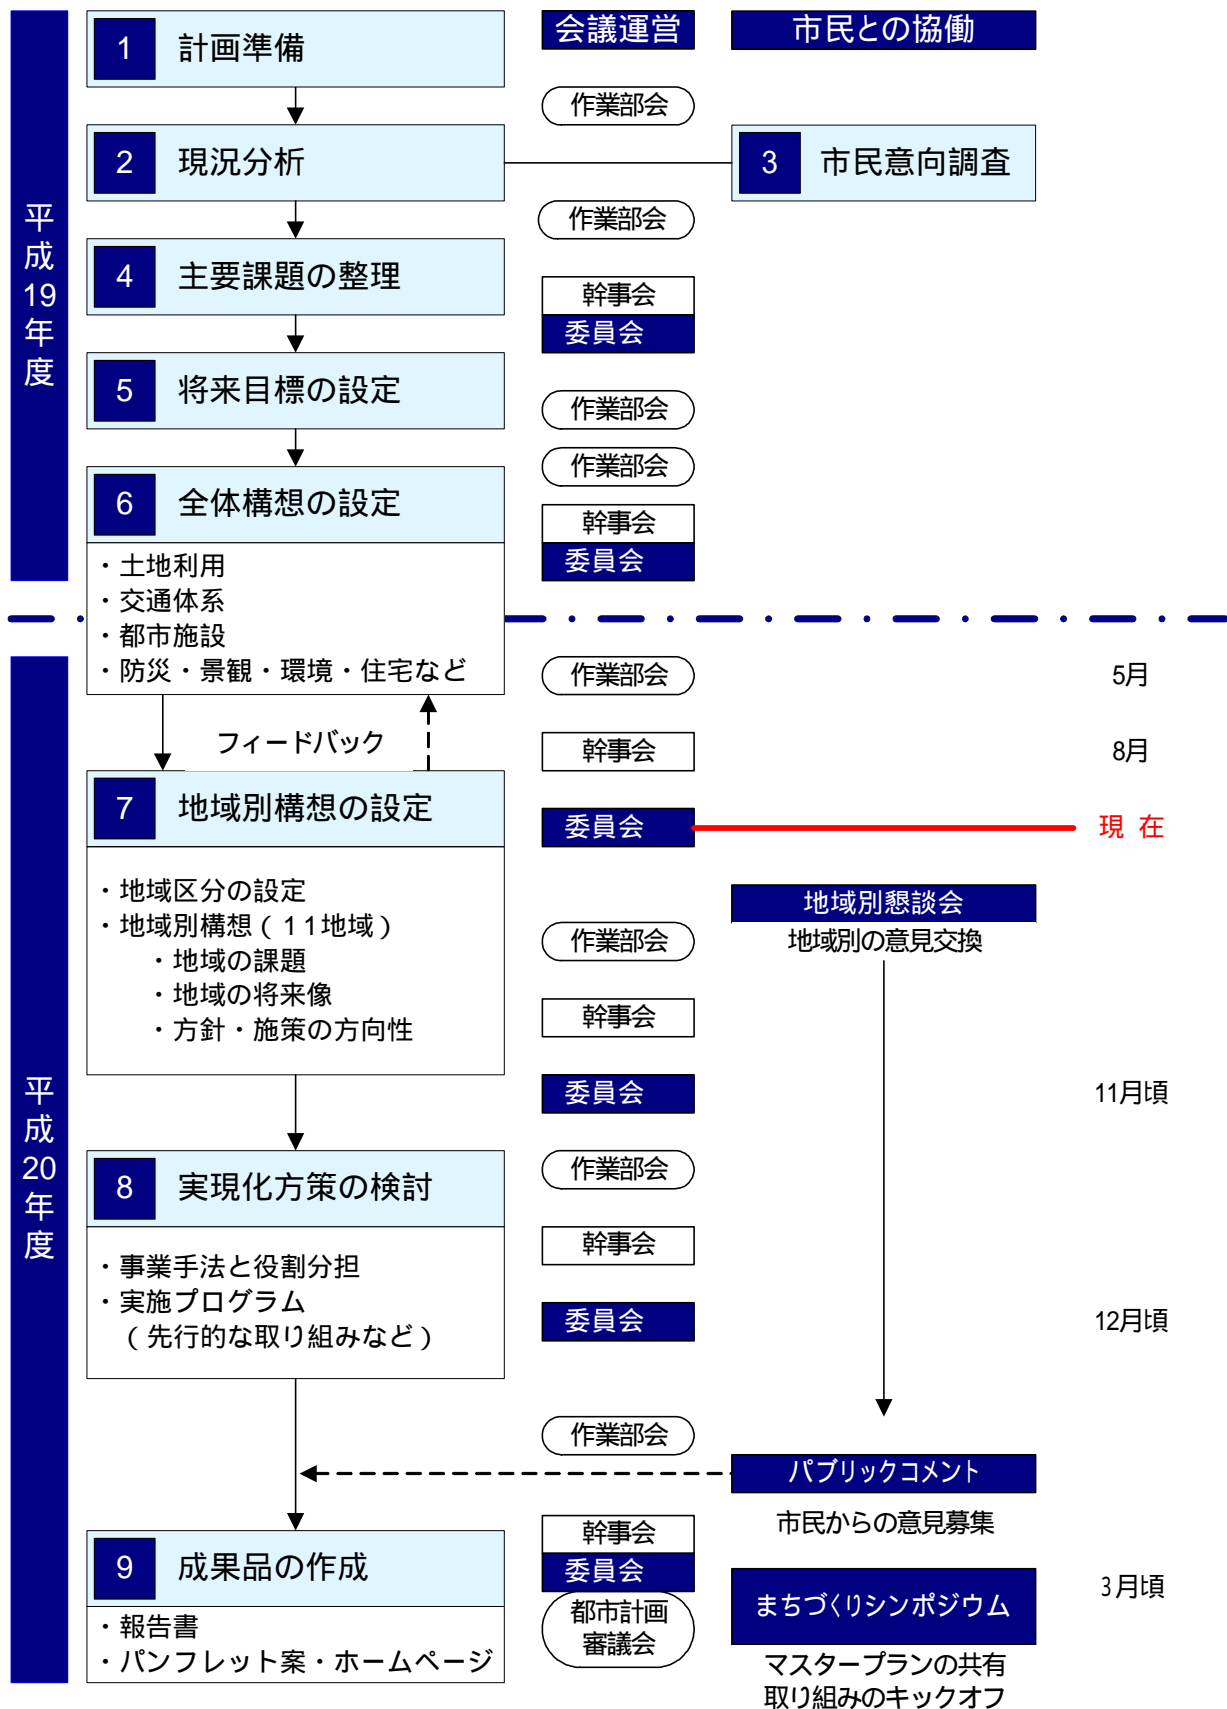 会議運営
市民との協働
平成19年度
1 計画準備
作業部会
2 現況分析
3 市民意向調査
作業部会
4 主要課題の整理
幹事会
委員会
5 将来目標の設定
作業部会
作業部会
6 全体構想の設定
幹事会
委員会
・土地利用
・交通体系
・都市施設
・防災・景観・環境・住宅など
平成20年度
作業部会
5月
フィードバック
幹事会
8月
7 地域別構想の設定
委員会
現 在
・地域区分の設定
・地域別構想（11地域）
・地域の課題
・地域の将来像
・方針・施策の方向性
地域別懇談会
地域別の意見交換
作業部会
幹事会
委員会
11月頃
8 実現化方策の検討
作業部会
・事業手法と役割分担
・実施プログラム
（先行的な取り組みなど）
幹事会
委員会
12月頃
作業部会
パブリックコメント
市民からの意見募集
9 成果品の作成
・報告書
・パンフレット案・ホームページ
幹事会
委員会
都市計画
審議会
まちづくりシンポジウム
3月頃
マスタープランの共有
取り組みのキックオフ